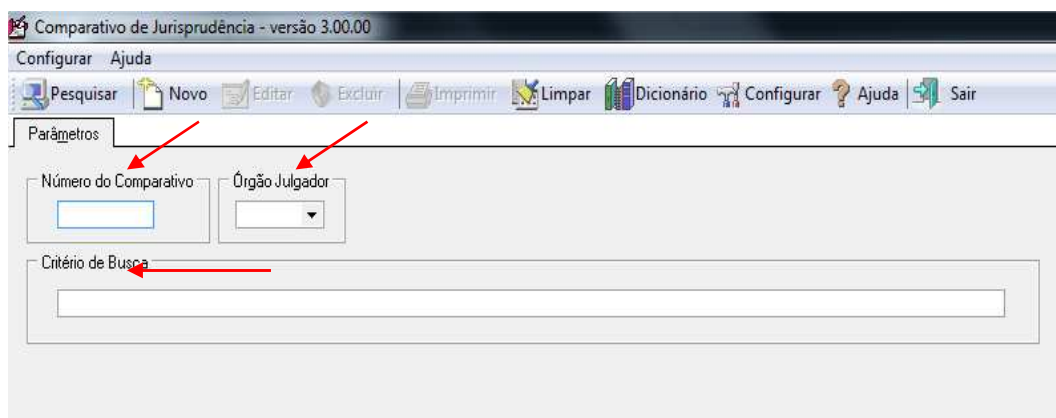 Comparativo de Jurisprudência - versão 3.00.00
Configurar Ajuda
Pesquisar Novo Editar Excluir Imprimir Limpar Dicionário Configurar Ajuda Sair
Parâmetros
Número do Comparativo Órgão Julgador
Critério de Busca